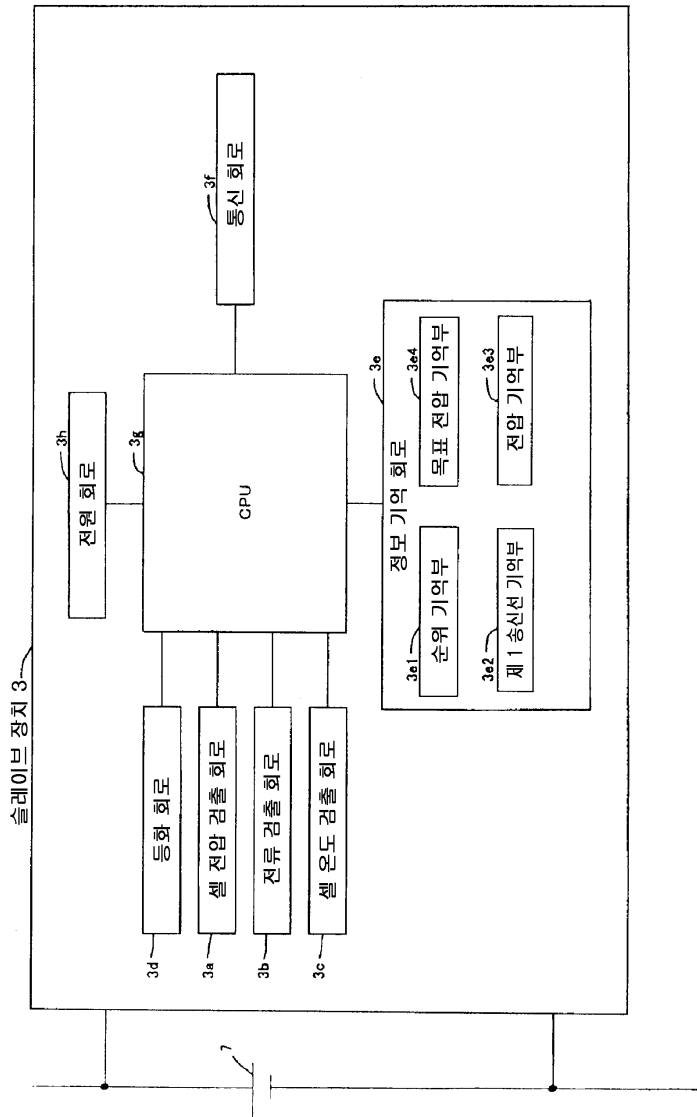 슬레이브 장치 3
3h
전원 회로
3d
등화 회로
3a
셀 전압 검출 회로
3b
전류 검출 회로
3c
셀 온도 검출 회로
3g
CPU
3f
통신 회로
3e
정보 기억 회로
3e1
순위 기억부
3e4
목표 전압 기억부
3e2
제 1 송신선 기억부
3e3
전압 기억부
7